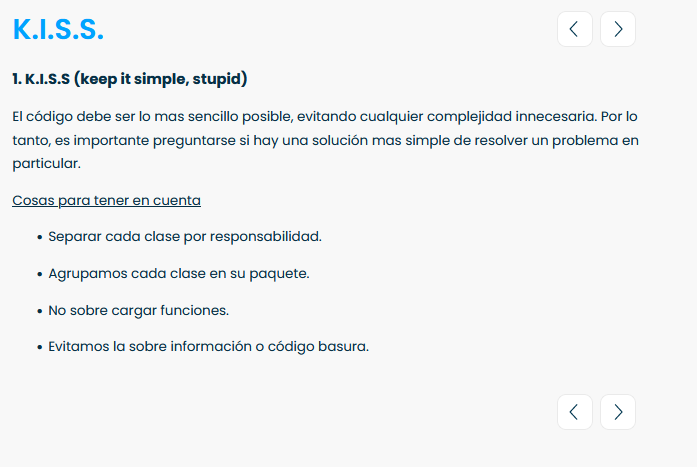 K.I.S.S.
1. K.I.S.S (keep it simple, stupid)
El código debe ser lo mas sencillo posible, evitando cualquier complejidad innecesaria. Por lo
tanto, es importante preguntarse si hay una solución mas simple de resolver un problema en
particular.
Cosas para tener en cuenta
• Separar cada clase por responsabilidad.
• Agrupamos cada clase en su paquete.
• No sobre cargar funciones.
• Evitamos la sobre información o código basura.